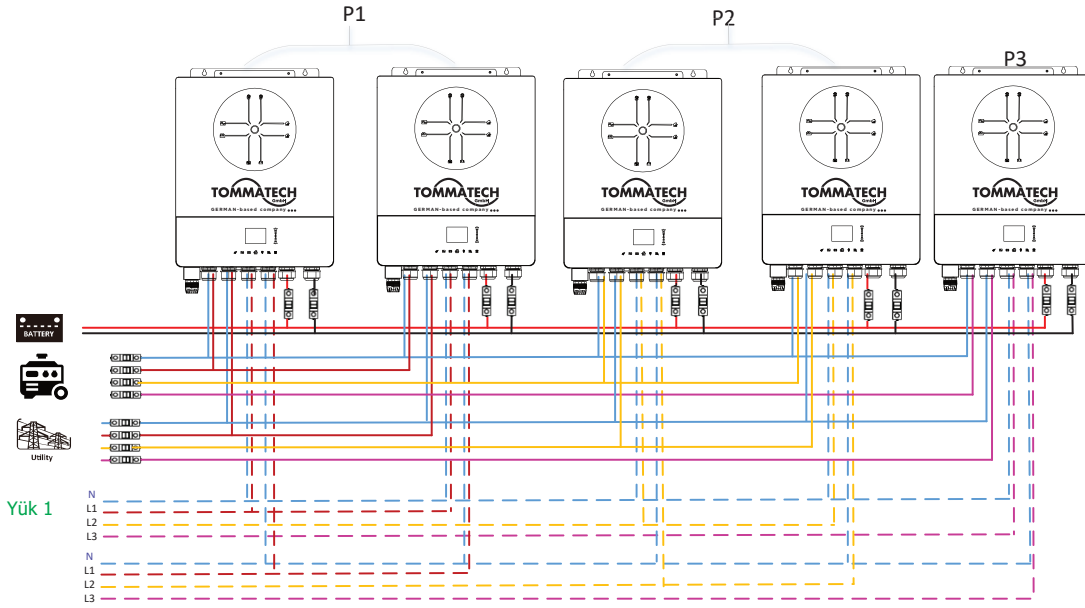 P1
P2
P3
TOMMATECH
GmbH
GERMAN-based company
TOMMATECH
GmbH
GERMAN-based company
TOMMATECH
GmbH
GERMAN-based company
TOMMATECH
GmbH
GERMAN-based company
TOMMATECH
GmbH
GERMAN-based company
BATTERY
Utility
Yük 1
N
L1
L2
L3
N
L1
L2
L3